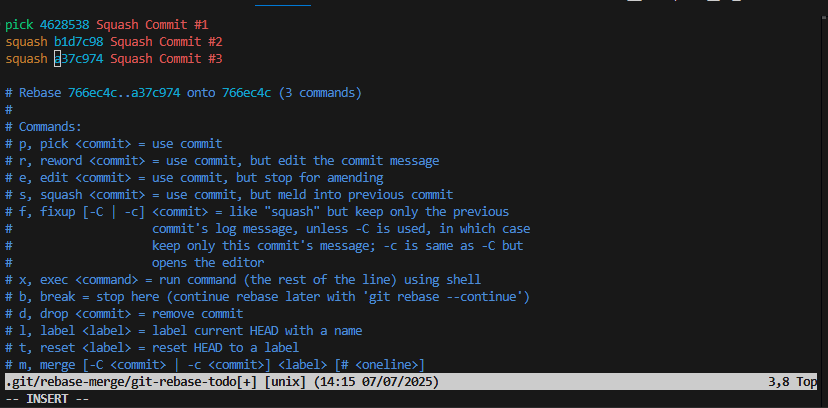 pick 4628538 Squash Commit #1
squash b1d7c98 Squash Commit #2
squash a37c974 Squash Commit #3
# Rebase 766ec4c..a37c974 onto 766ec4c (3 commands)
#
# Commands:
# p, pick <commit> = use commit
# r, reword <commit> = use commit, but edit the commit message
# e, edit <commit> = use commit, but stop for amending
# s, squash <commit> = use commit, but meld into previous commit
# f, fixup [-C | -c] <commit> = like "squash" but keep only the previous
#                    commit's log message, unless -C is used, in which case
#                    keep only this commit's message; -c is same as -C but
#                    opens the editor
# x, exec <command> = run command (the rest of the line) using shell
# b, break = stop here (continue rebase later with 'git rebase --continue')
# d, drop <commit> = remove commit
# l, label <label> = label current HEAD with a name
# t, reset <label> = reset HEAD to a label
# m, merge [-C <commit> | -c <commit>] <label> [# <oneline>]
.git/rebase-merge/git-rebase-todo[+] [unix] (14:15 07/07/2025) 3,8 Top
-- INSERT --